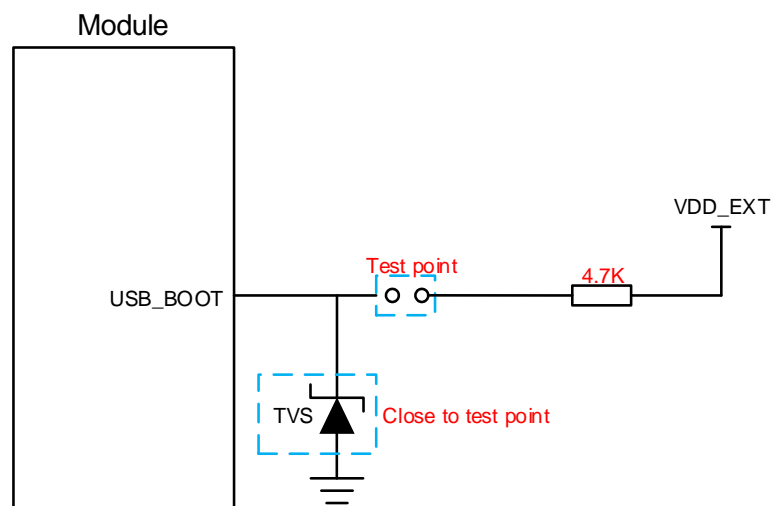 Module
VDD_EXT
Test point
4.7K
USB_BOOT
TVS
Close to test point